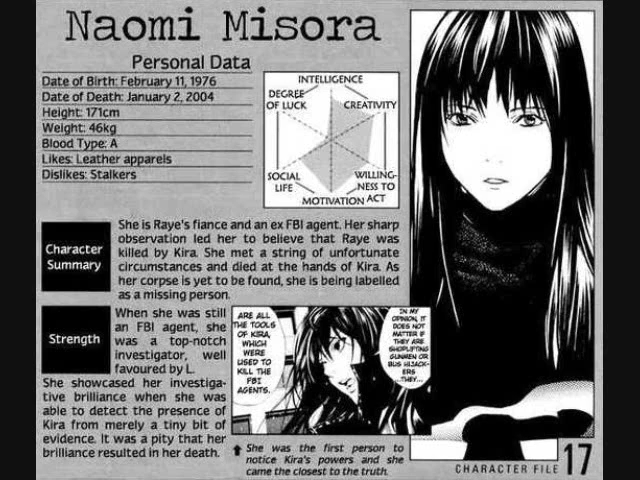 Naomi Misora
Personal Data
Date of Birth: February 11, 1976
Date of Death: January 2, 2004
Height: 171cm
Weight: 46kg
Blood Type: A
Likes: Leather apparels
Dislikes: Stalkers
INTELLIGENCE
DEGREE
OF LUCK
CREATIVITY
SOCIAL
LIFE
WILLING-
NESS TO
ACT
MOTIVATION
Character
Summary
She is Raye's fiance and an ex FBI agent. Her sharp
observation led her to believe that Raye was
killed by Kira. She met a string of unfortunate
circumstances and died at the hands of Kira. As
her corpse is yet to be found, she is being labelled
as a missing person.
Strength
When she was still
an FBI agent, she
was a top-notch
investigator, well
favoured by L.
She showcased her investiga-
tive brilliance when she was
able to detect the presence of
Kira from merely a tiny bit of
evidence. It was a pity that her
brilliance resulted in her death.
ARE ALL
THE TOOLS
OF KIRA,
WHICH
WERE
USED TO
KILL THE
FBI
AGENTS.
IN MY
OPINION, IT
DOES NOT
MATTER IF
THEY ARE
SHOPLIFTING
GUNMEN OR
BUS HIJACK-
ERS
...THEY...
She was the first person to
notice Kira's powers and she
came the closest to the truth.
CHARACTER FILE 17